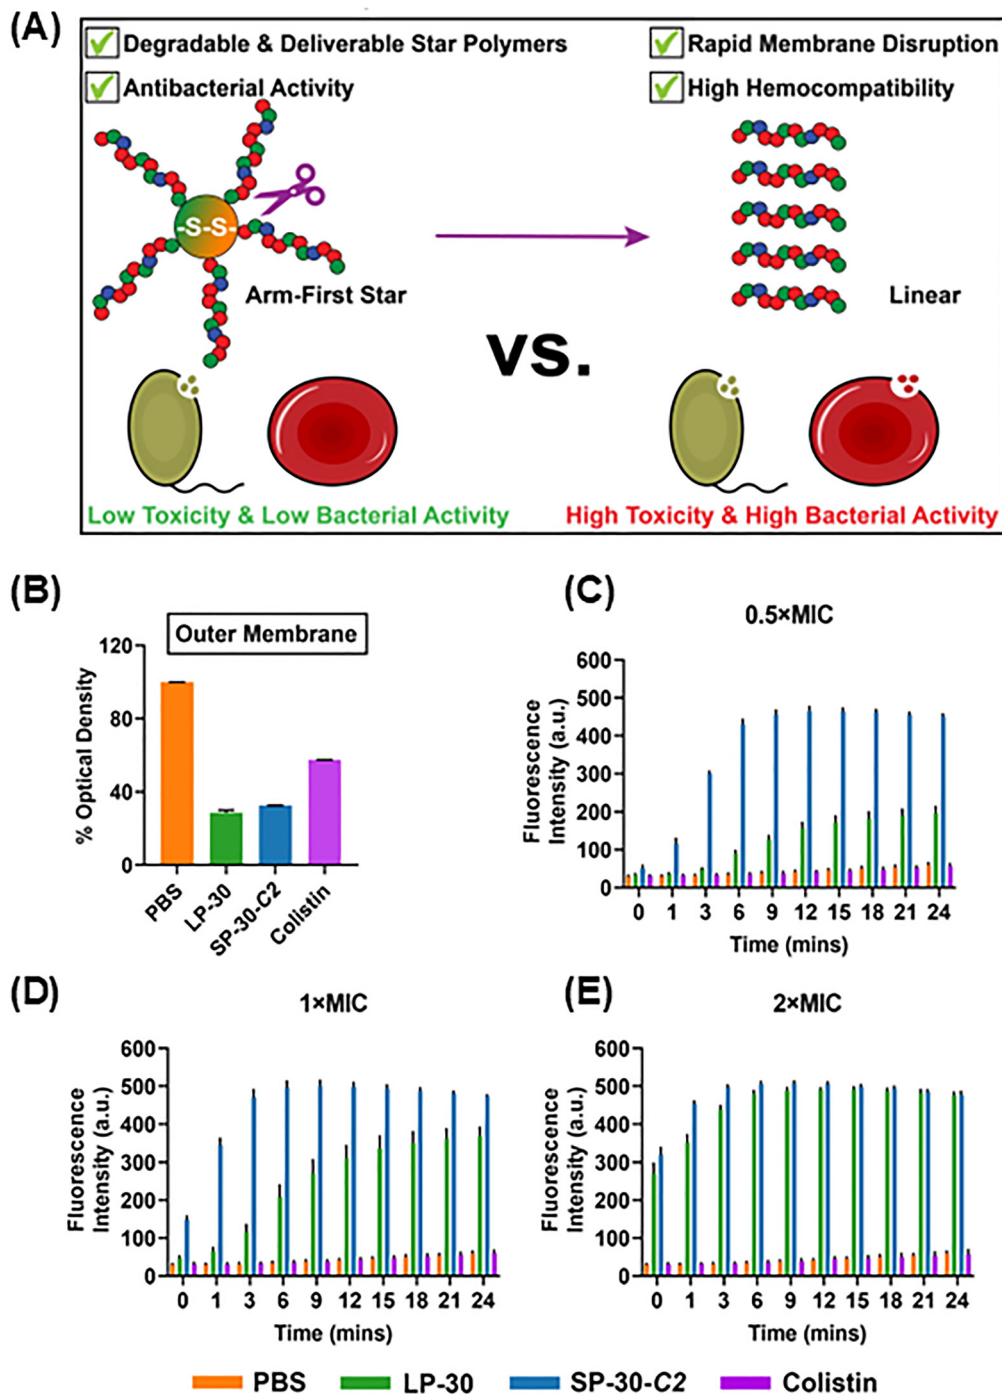 (A)
Degradable & Deliverable Star Polymers
Rapid Membrane Disruption
Antibacterial Activity
High Hemocompatibility
-S-S-
Arm-First Star
Linear
vs.
Low Toxicity & Low Bacterial Activity
High Toxicity & High Bacterial Activity
(B)
Outer Membrane
% Optical Density
120
80
40
0
PBS
LP-30
SP-30-C2
Colistin
(C)
0.5×MIC
Fluorescence
Intensity (a.u.)
600
500
400
300
200
100
0
0 1 3 6 9 12 15 18 21 24
Time (mins)
(D)
1×MIC
Fluorescence
Intensity (a.u.)
600
500
400
300
200
100
0
0 1 3 6 9 12 15 18 21 24
Time (mins)
(E)
2×MIC
Fluorescence
Intensity (a.u.)
600
500
400
300
200
100
0
0 1 3 6 9 12 15 18 21 24
Time (mins)
PBS LP-30 SP-30-C2 Colistin